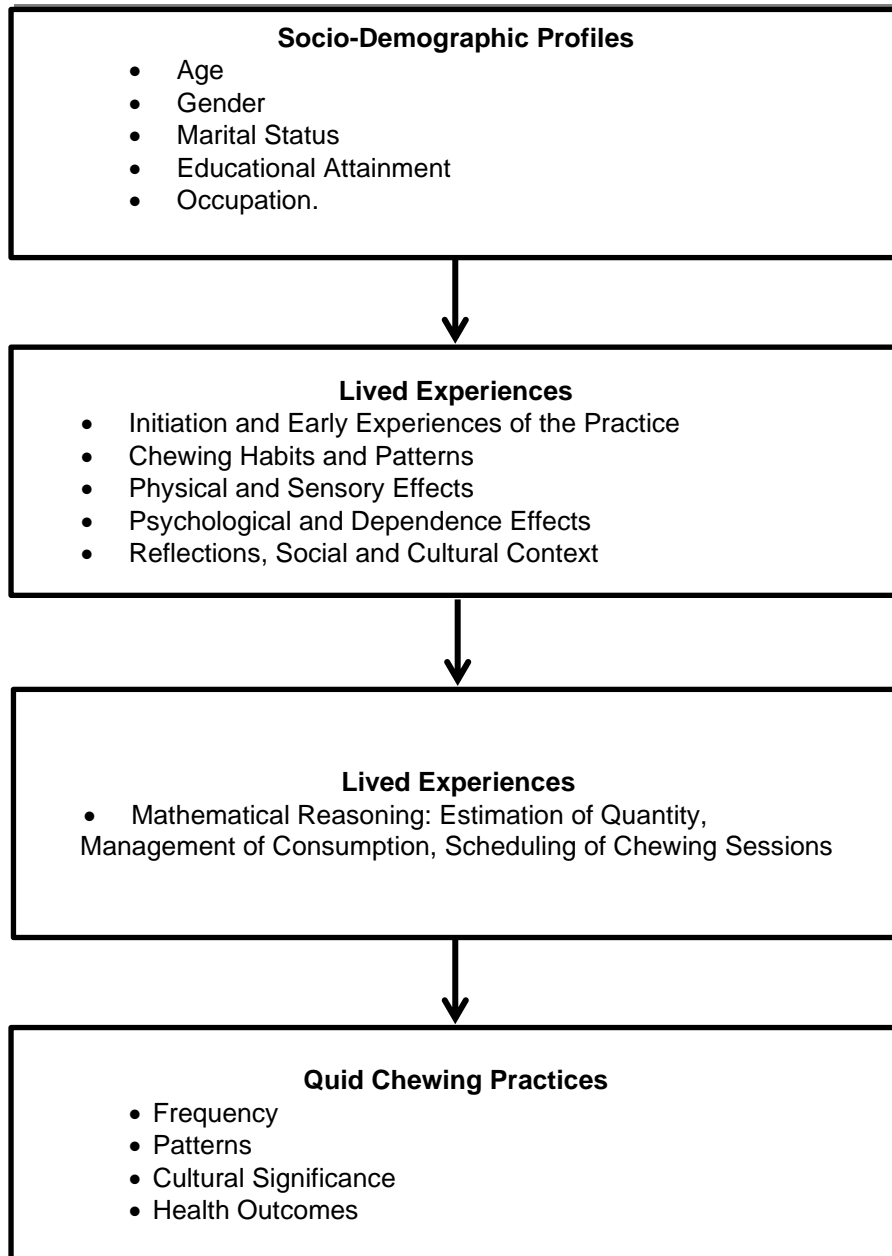 Socio-Demographic Profiles
• Age
• Gender
• Marital Status
• Educational Attainment
• Occupation.
Lived Experiences
• Initiation and Early Experiences of the Practice
• Chewing Habits and Patterns
• Physical and Sensory Effects
• Psychological and Dependence Effects
• Reflections, Social and Cultural Context
Lived Experiences
• Mathematical Reasoning: Estimation of Quantity,
Management of Consumption, Scheduling of Chewing Sessions
Quid Chewing Practices
• Frequency
• Patterns
• Cultural Significance
• Health Outcomes